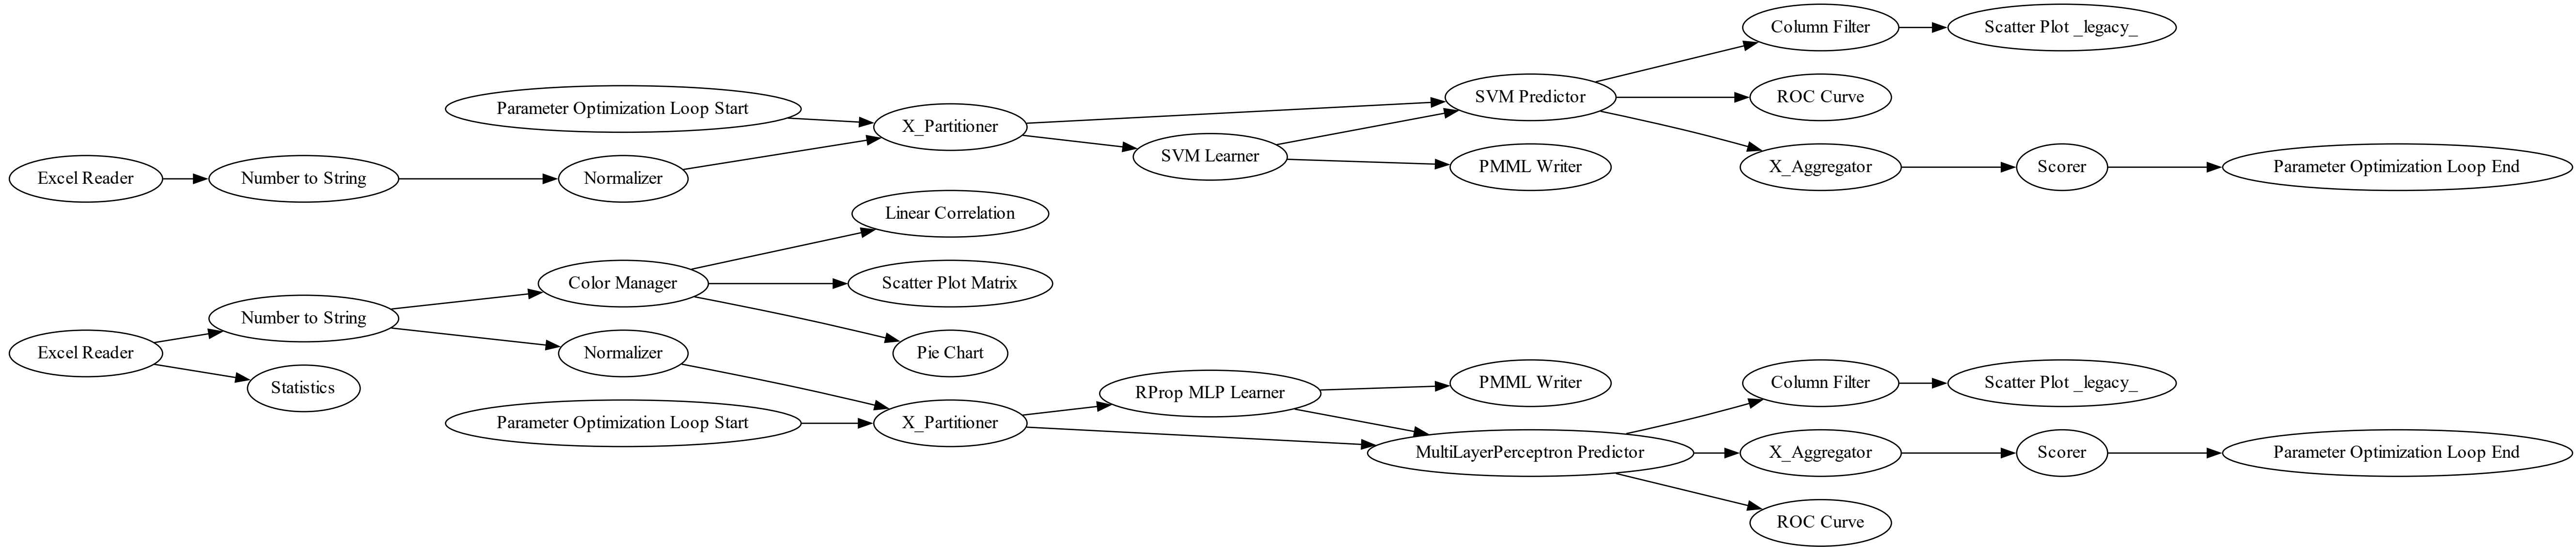 Column Filter
Scatter Plot _legacy_
Parameter Optimization Loop Start
SVM Predictor
ROC Curve
X_Partitioner
SVM Learner
PMML Writer
Excel Reader
Number to String
Normalizer
X_Aggregator
Scorer
Parameter Optimization Loop End
Linear Correlation
Color Manager
Scatter Plot Matrix
Number to String
Excel Reader
Normalizer
Pie Chart
Statistics
RProp MLP Learner
PMML Writer
Column Filter
Scatter Plot _legacy_
Parameter Optimization Loop Start
X_Partitioner
MultiLayerPerceptron Predictor
X_Aggregator
Scorer
Parameter Optimization Loop End
ROC Curve